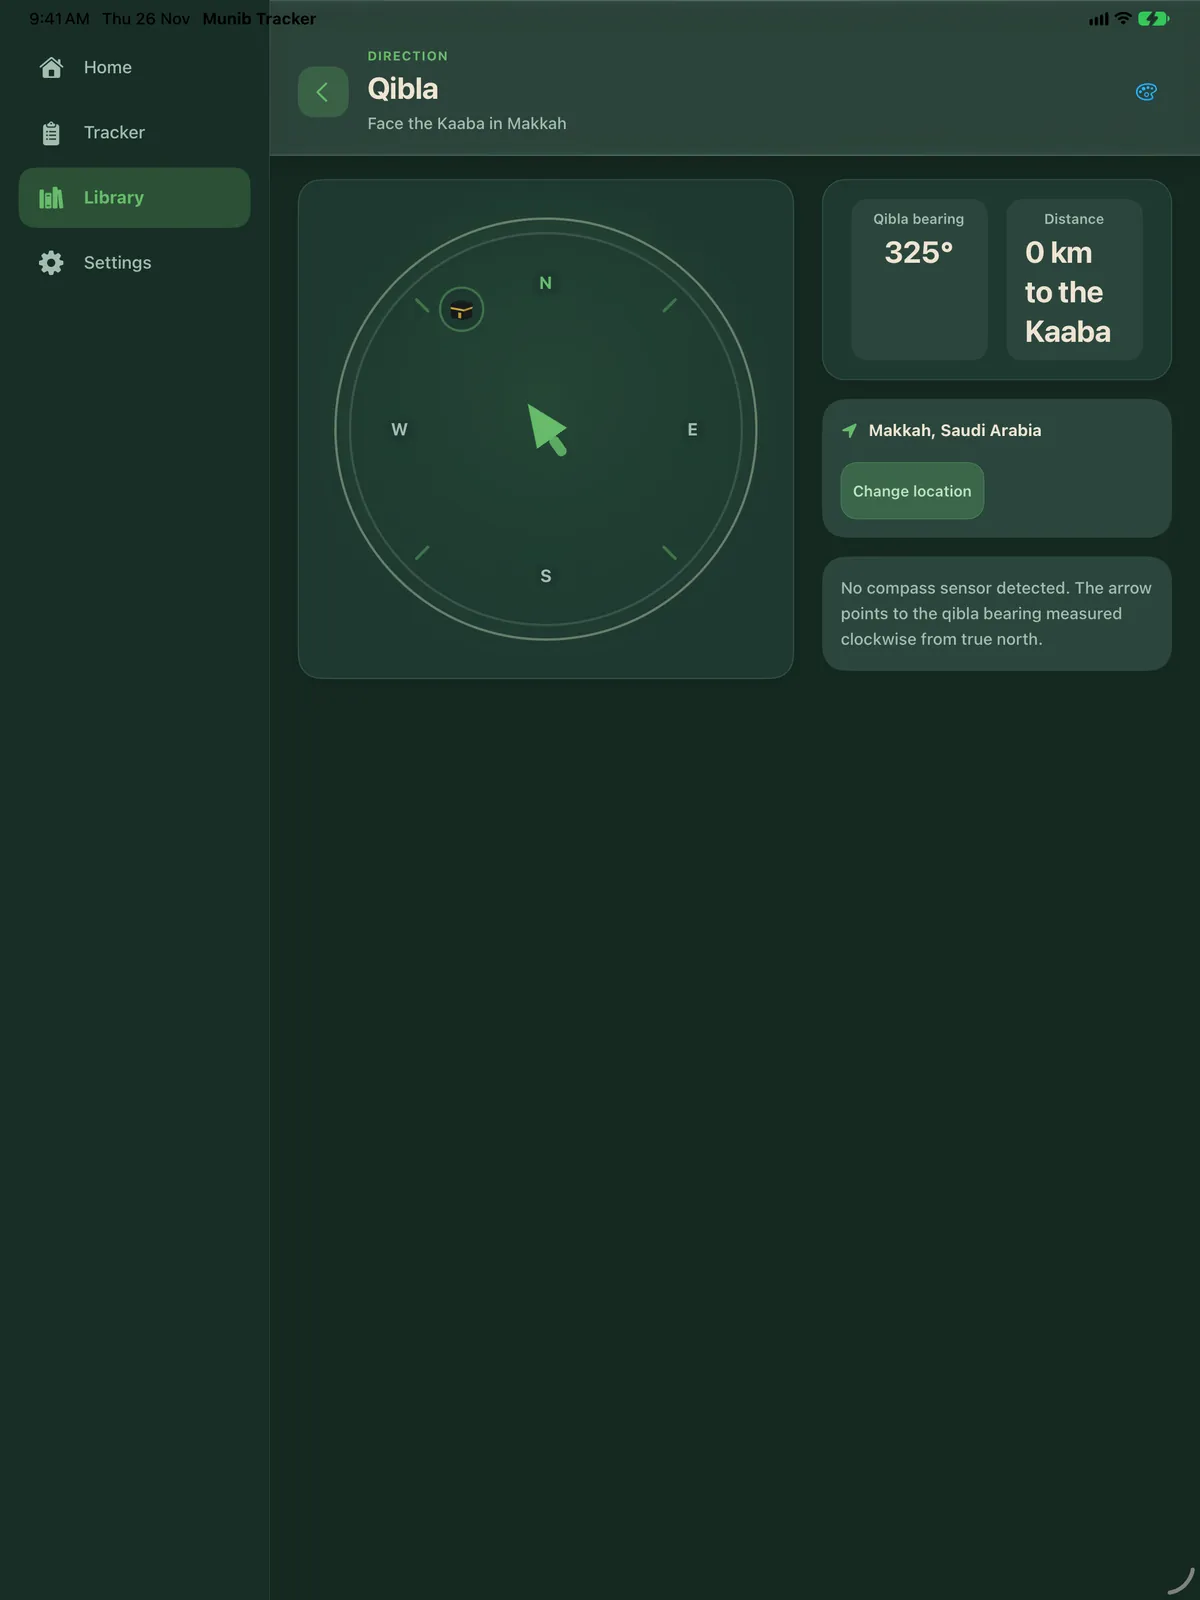 9:41 AM Thu 26 Nov Munib Tracker
Home
Tracker
Library
Settings
DIRECTION
Qibla
Face the Kaaba in Makkah
N
W
E
S
Qibla bearing
325°
Distance
0 km
to the
Kaaba
Makkah, Saudi Arabia
Change location
No compass sensor detected. The arrow
points to the qibla bearing measured
clockwise from true north.